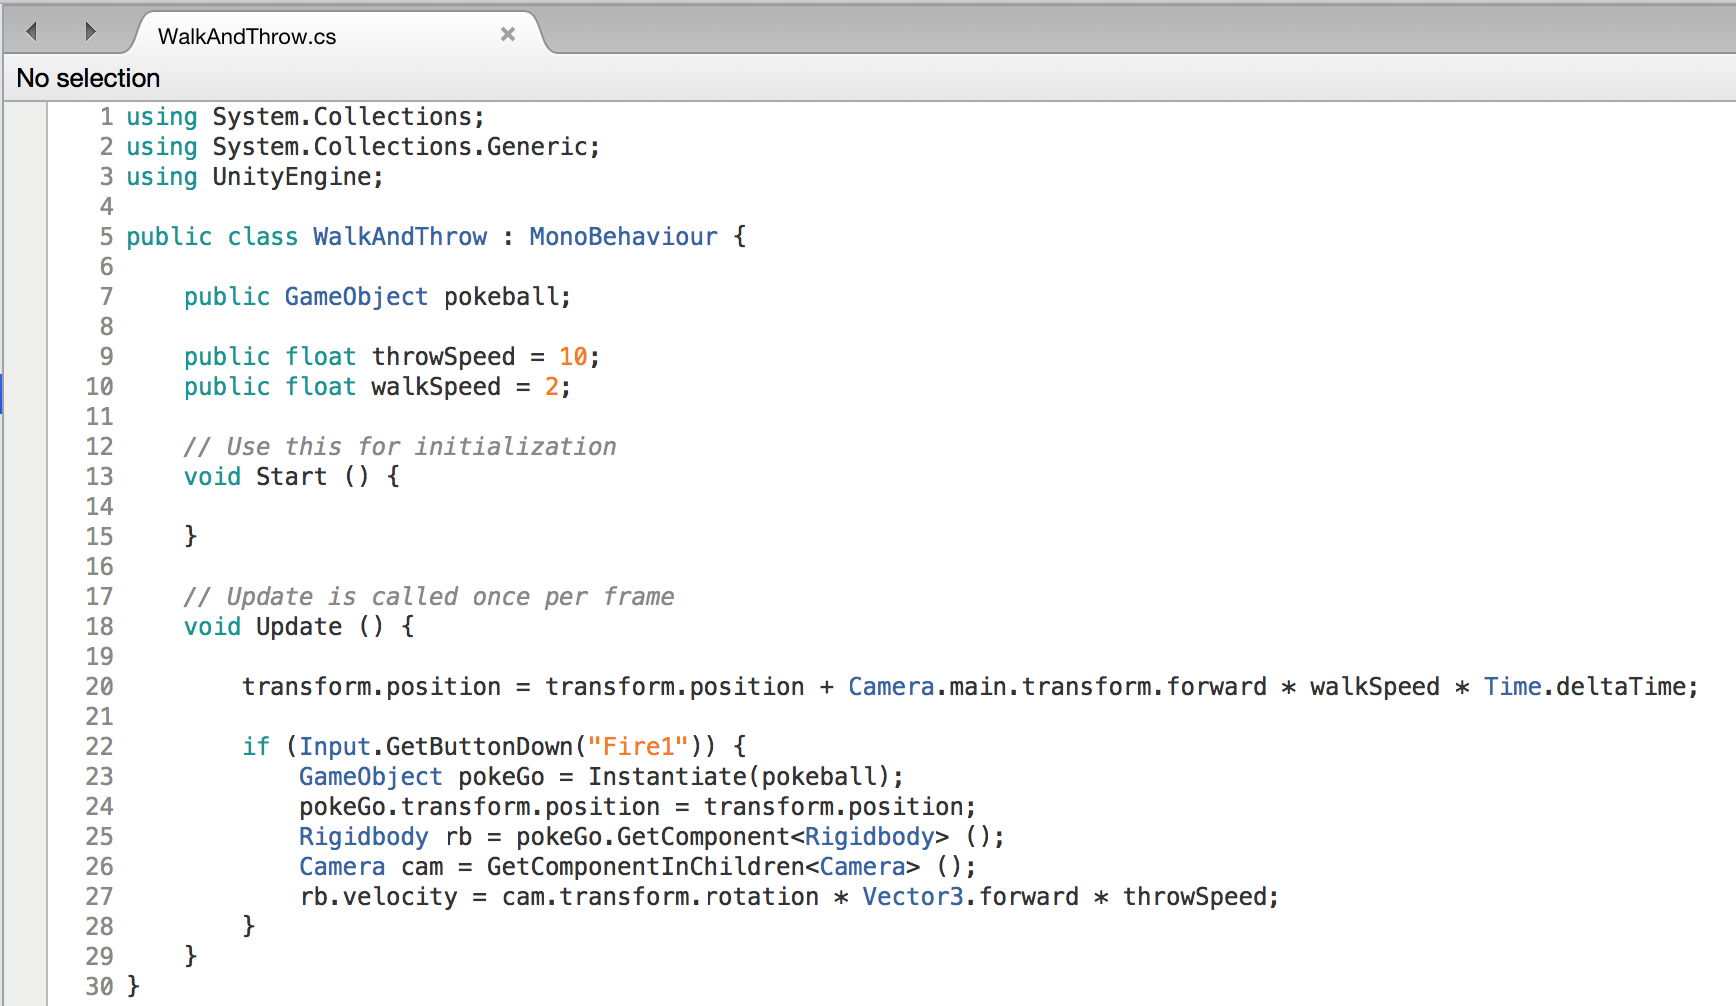 WalkAndThrow.cs
No selection
1 using System.Collections;
2 using System.Collections.Generic;
3 using UnityEngine;
4
5 public class WalkAndThrow : MonoBehaviour {
6
7     public GameObject pokeball;
8
9     public float throwSpeed = 10;
10     public float walkSpeed = 2;
11
12     // Use this for initialization
13     void Start () {
14
15     }
16
17     // Update is called once per frame
18     void Update () {
19
20         transform.position = transform.position + Camera.main.transform.forward * walkSpeed * Time.deltaTime;
21
22         if (Input.GetButtonDown("Fire1")) {
23             GameObject pokeGo = Instantiate(pokeball);
24             pokeGo.transform.position = transform.position;
25             Rigidbody rb = pokeGo.GetComponent<Rigidbody> ();
26             Camera cam = GetComponentInChildren<Camera> ();
27             rb.velocity = cam.transform.rotation * Vector3.forward * throwSpeed;
28         }
29     }
30 }